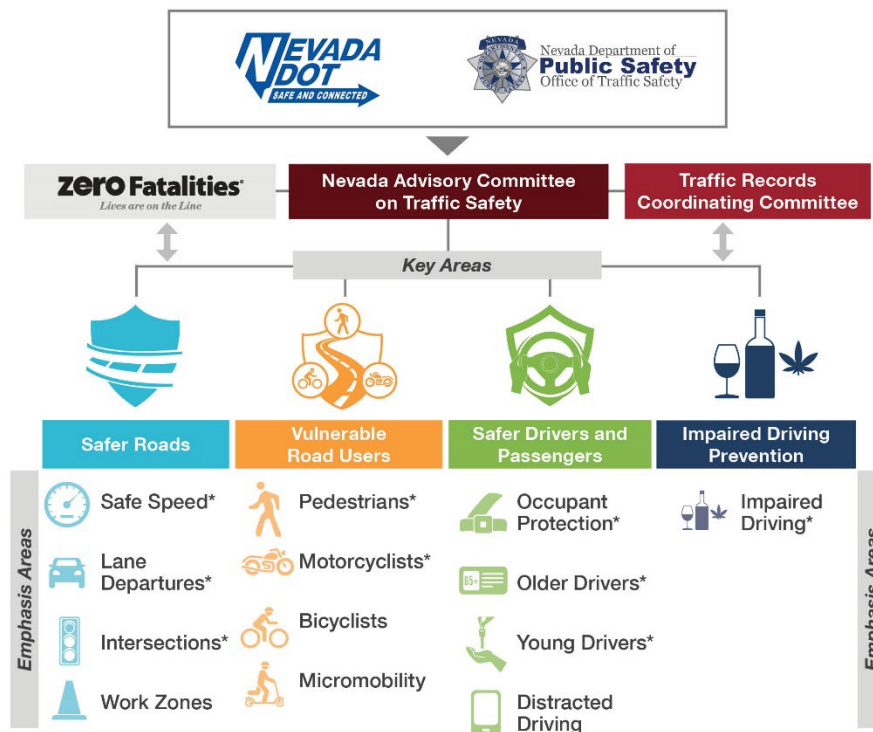 NEVADA
DOT
SAFE AND CONNECTED
NEVADA
Nevada Department of
Public Safety
Office of Traffic Safety
zero Fatalities®
Lives are on the Line
Nevada Advisory Committee
on Traffic Safety
Traffic Records
Coordinating Committee
Key Areas
Safer Roads
Vulnerable
Road Users
Safer Drivers and
Passengers
Impaired Driving
Prevention
Emphasis Areas
Safe Speed*
Lane
Departures*
Intersections*
Work Zones
Pedestrians*
Motorcyclists*
Bicyclists
Micromobility
Occupant
Protection*
65+
Older Drivers*
Young Drivers*
Distracted
Driving
Impaired
Driving*
Emphasis Areas